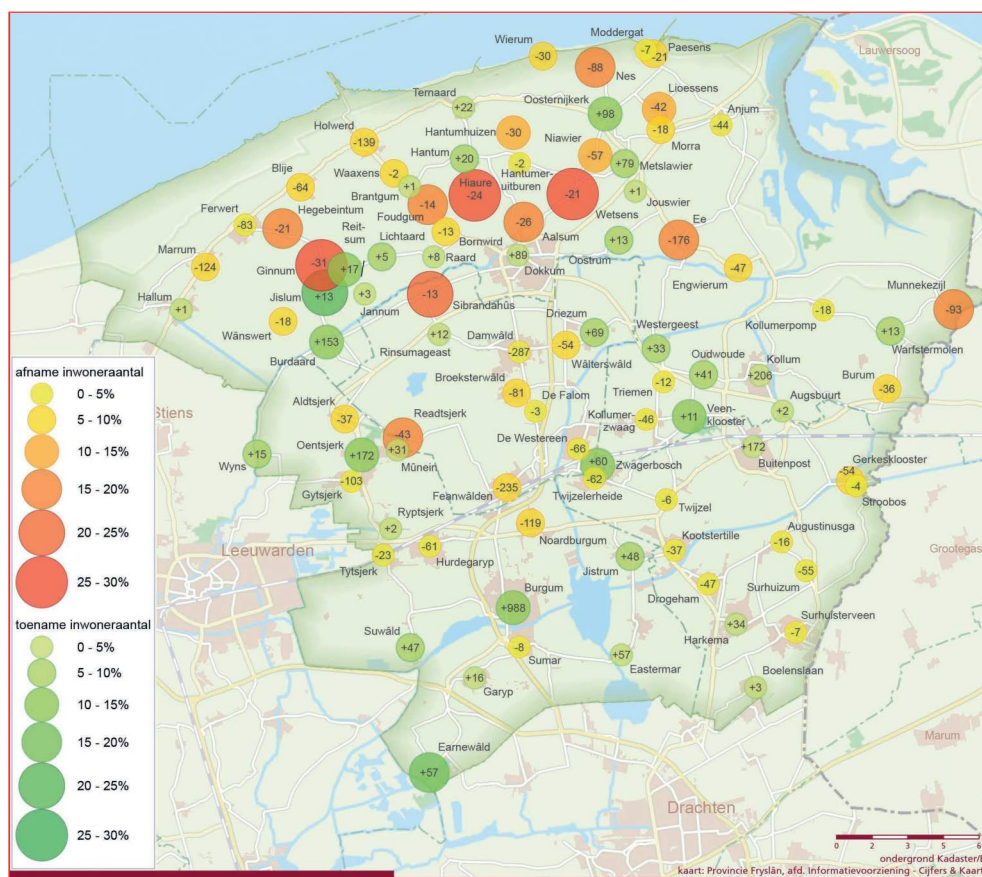 Moddergat
Wierum
-30
-7
Paesens
-21
Lauwersoog
-88
Nes
Lioessens
Ternaard
+22
Oosternijkerk
+98
-42
Anjum
-44
Holwerd
-139
Hantumhuizen
-30
Niawier
-18
Morra
Hantum
+20
-57
+79
Metslawier
Blije
-64
Waaxens
-2
-2
Hantumer-
uitburen
Brantgum
+1
Hiaure
-24
-21
+1
Jouswier
Ferwert
-83
Hegebeintum
-21
-14
Foudgum
-26
Wetsens
Ee
Reit-
sum
Lichtaard
-13
Bornwird
Aalsum
+13
-176
Marrum
-124
-31
Ginnum
+17
+5
+8
Raard
+89
Dokkum
Oostrum
-47
Engwierum
Munnekezijl
-93
Hallum
+1
Jislum
+13
+3
Jannum
-13
Sibrandahûs
Driezum
Kollumerpomp
-18
-18
Wânswert
+153
Burdaard
+12
Rinsumageast
Damwâld
-287
-54
+69
Wâlterswâld
Westergeest
+33
+13
Warfstermolen
Oudwoude
+41
Kollum
+206
Burum
-36
Broeksterwâld
-81
Triemen
-12
Augsbuurt
+2
Aldtsjerk
-37
Readtsjerk
-43
De Falom
-3
Kollumer-
zwaag
-46
+11
Veen-
klooster
Oentsjerk
+172
+31
Mûnein
De Westereen
-66
+172
Buitenpost
+15
Wyns
+60
Zwagerbosch
Gerkesklooster
-54
-4
Stroobos
-103
Gytsjerk
Feanwâlden
-235
-62
Twijzelerheide
-6
Twijzel
Ryptsjerk
+2
-119
Noardburgum
Augustinusga
-16
Leeuwarden
-23
Tytsjerk
-61
Hurdegaryp
+48
Jistrum
Kootstertille
-37
Grootegas
-55
Surhuizum
Burgum
+988
Drogeham
-47
Suwâld
+47
-8
Sumar
+57
Eastermar
+34
Harkema
Surhuisterveen
-7
+16
Garyp
Boelenslaan
+3
Earnewâld
+57
Marum
Drachten
Stiens
afname inwoneraantal
0 - 5%
5 - 10%
10 - 15%
15 - 20%
20 - 25%
25 - 30%
toename inwoneraantal
0 - 5%
5 - 10%
10 - 15%
15 - 20%
20 - 25%
25 - 30%
0 2 3 4 5 6
ondergrond Kadaster/
kaart: Provincie Fryslân, afd. Informatievoorziening - Cijfers & Kaart